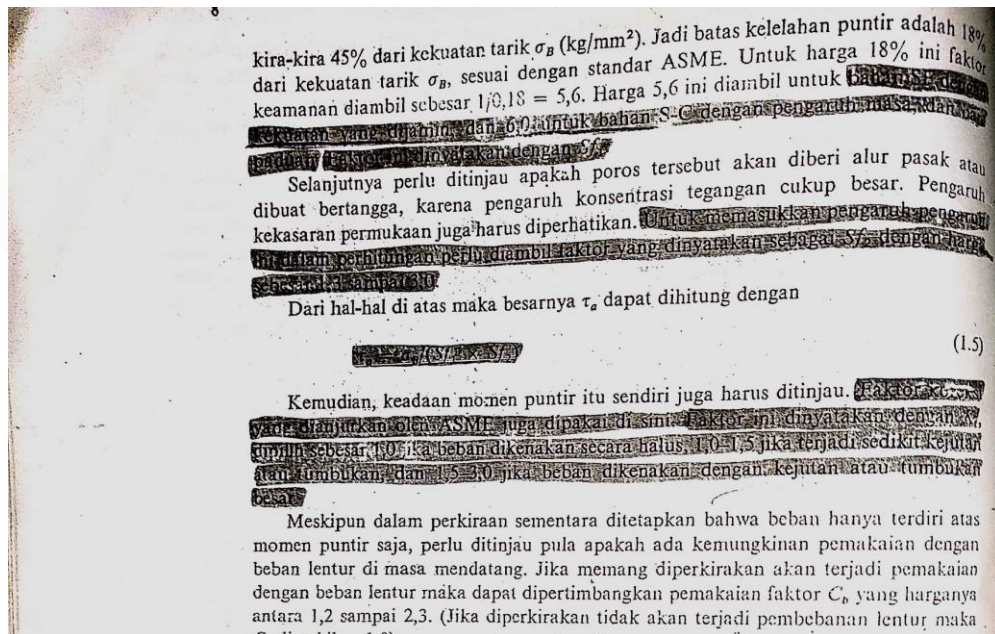 8
kira-kira 45% dari kekuatan tarik σB (kg/mm²). Jadi batas kelelahan puntir adalah 18%
dari kekuatan tarik σB, sesuai dengan standar ASME. Untuk harga 18% ini faktor
keamanan diambil sebesar 1/0,18 = 5,6. Harga 5,6 ini diambil untuk bahan SF dengan
kekuatan yang dijamin, dan 6,0 untuk bahan S-C dengan pengaruh masa, dan baja
paduan. Faktor ini dinyatakan dengan Sf₁
Selanjutnya perlu ditinjau apakah poros tersebut akan diberi alur pasak atau
dibuat bertangga, karena pengaruh konsentrasi tegangan cukup besar. Pengaruh
kekasaran permukaan juga harus diperhatikan. Untuk memasukkan pengaruh-pengaruh
ini dalam perhitungan perlu diambil faktor yang dinyatakan sebagai Sf₂ dengan harga
sebesar 1,3 sampai 3,0.
Dari hal-hal di atas maka besarnya τa dapat dihitung dengan
τa = σB/(Sf₁ × Sf₂) (1.5)
Kemudian, keadaan momen puntir itu sendiri juga harus ditinjau. Faktor koreksi
yang dianjurkan oleh ASME juga dipakai di sini. Faktor ini dinyatakan dengan Kt,
dipilih sebesar 1,0 jika beban dikenakan secara halus, 1,0-1,5 jika terjadi sedikit kejutan
atau tumbukan, dan 1,5-3,0 jika beban dikenakan dengan kejutan atau tumbukan
besar.
Meskipun dalam perkiraan sementara ditetapkan bahwa beban hanya terdiri atas
momen puntir saja, perlu ditinjau pula apakah ada kemungkinan pemakaian dengan
beban lentur di masa mendatang. Jika memang diperkirakan akan terjadi pemakaian
dengan beban lentur maka dapat dipertimbangkan pemakaian faktor Cb yang harganya
antara 1,2 sampai 2,3. (Jika diperkirakan tidak akan terjadi pembebanan lentur maka